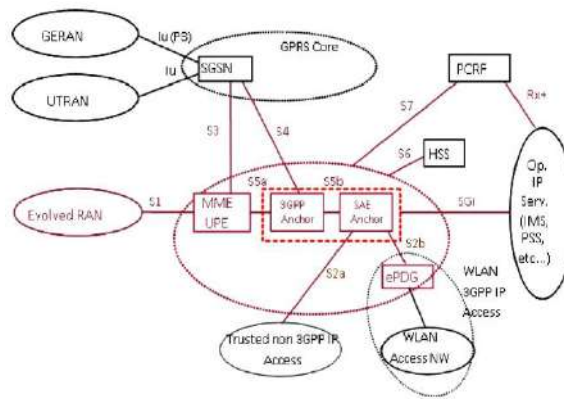 GERAN
Iu (PS)
GPRS Core
SGSN
PCRF
Iu
UTRAN
Rx+
S7
S3
S4
S6
HSS
Op.
IP
Serv.
(IMS,
PSS,
etc...)
S5a
S5b
S1
MME
UPE
3GPP
Anchor
SAE
Anchor
Evolved RAN
SGi
S2b
S2a
ePDG
WLAN
3GPP IP
Access
Trusted non 3GPP IP
Access
WLAN
Access NW